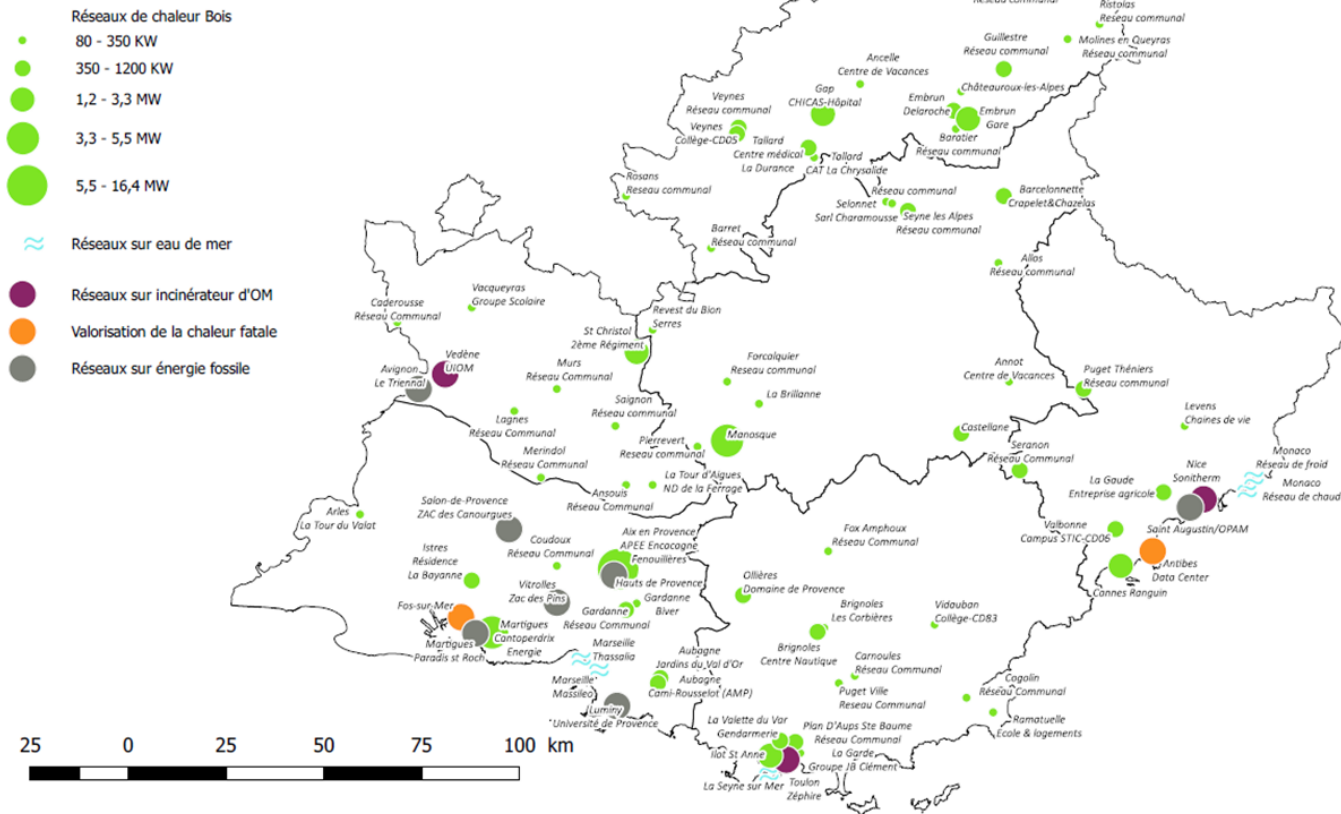 Réseaux de chaleur Bois
80 - 350 KW
350 - 1200 KW
1,2 - 3,3 MW
3,3 - 5,5 MW
5,5 - 16,4 MW
Réseaux sur eau de mer
Réseaux sur incinérateur d'OM
Valorisation de la chaleur fatale
Réseaux sur énergie fossile
Réseau communal
Ristolas
Réseau communal
Guillestre
Réseau communal
Molines en Queyras
Réseau communal
Ancelle
Centre de Vacances
Châteauroux-les-Alpes
Gap
CHICAS-Hôpital
Embrun
Delaroche
Embrun
Gare
Baratier
Réseau communal
Veynes
Réseau communal
Veynes
Collège-CD05
Tallard
Centre médical
La Durance
Tallard
CAT La Chrysalide
Rosans
Reseau communal
Réseau communal
Selonnet
Sarl Charamousse
Seyne les Alpes
Réseau communal
Barcelonnette
Crapelet&Chazelas
Barret
Réseau communal
Allos
Réseau communal
Vacqueyras
Groupe Scolaire
Caderousse
Réseau Communal
Revest du Bion
Serres
St Christol
2ème Régiment
Vedène
UIOM
Avignon
Le Triennal
Murs
Réseau Communal
Forcalquier
Reseau communal
La Brillanne
Annot
Centre de Vacances
Puget Théniers
Réseau communal
Saignon
Réseau communal
Lagnes
Réseau Communal
Levens
Chaines de vie
Pierrevert
Reseau communal
Manosque
Castellane
Seranon
Réseau Communal
Merindol
Réseau Communal
La Tour d'Aigues
ND de la Ferrage
Ansouis
Réseau Communal
Monaco
Réseau de froid
Monaco
Réseau de chaud
Nice
Sonitherm
La Gaude
Entreprise agricole
Saint Augustin/OPAM
Arles
La Tour du Valat
Salon-de-Provence
ZAC des Canourgues
Valbonne
Campus STIC-CD06
Antibes
Data Center
Cannes Ranguin
Coudoux
Réseau Communal
Aix en Provence
APEE Encagnane
Fenouillères
Hauts de Provence
Fox Amphoux
Réseau Communal
Istres
Résidence
La Bayanne
Vitrolles
Zac des Pins
Gardanne
Biver
Gardanne
Réseau Communal
Ollières
Domaine de Provence
Brignoles
Les Corbières
Vidauban
Collège-CD83
Fos-sur-Mer
Martigues
Cantoperdrix
Energie
Martigues
Paradis st Roch
Marseille
Thassalia
Marseille
Massileo
Aubagne
Jardins du Val d'Or
Aubagne
Cami-Rousselot (AMP)
Brignoles
Centre Nautique
Carnoules
Réseau Communal
Puget Ville
Reseau Communal
Cogolin
Réseau Communal
Ramatuelle
Ecole & logements
Luminy
Université de Provence
La Valette du Var
Gendarmerie
Plan D'Aups Ste Baume
Réseau Communal
Ilot St Anne
La Garde
Groupe JB Clément
La Seyne sur Mer
Toulon
Zéphire
25 0 25 50 75 100 km